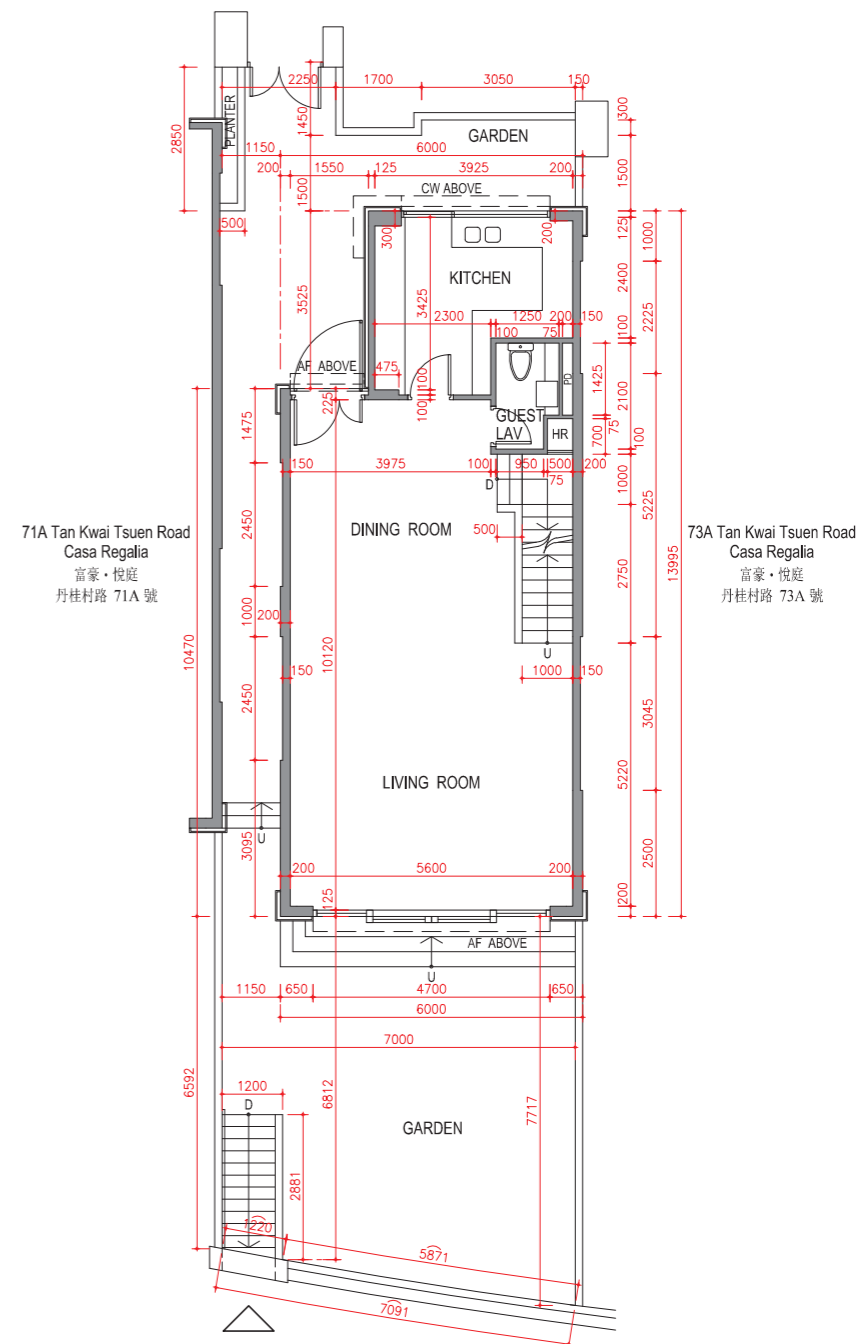 2250 1700 3050 150
2850
PLANTER
1450
300
GARDEN
1150 6000
200 1550 125 3925 200
1500
1500
CW ABOVE
500
300
200
125
1000
KITCHEN
3525
3425
2400
2225
2300 1250 200 150
100 75
100
AF ABOVE
475
100
225
100
PD
1425
2100
GUEST
LAV
HR
700
75
100
1475
150 3975 100 950 500 200
75
D
1000
5225
500
DINING ROOM
71A Tan Kwai Tsuen Road
Casa Regalia
富豪・悅庭
丹桂村路 71A 號
73A Tan Kwai Tsuen Road
Casa Regalia
富豪・悅庭
丹桂村路 73A 號
2450
2750
13995
1000
200
10470
10120
U
150
1000 150
2450
3045
5220
LIVING ROOM
U
3095
2500
200 5600 200
125
200
AF ABOVE
U
1150 650 4700 650
6000
7000
6592
6812
7717
1200
D
GARDEN
2881
1220
5871
7091